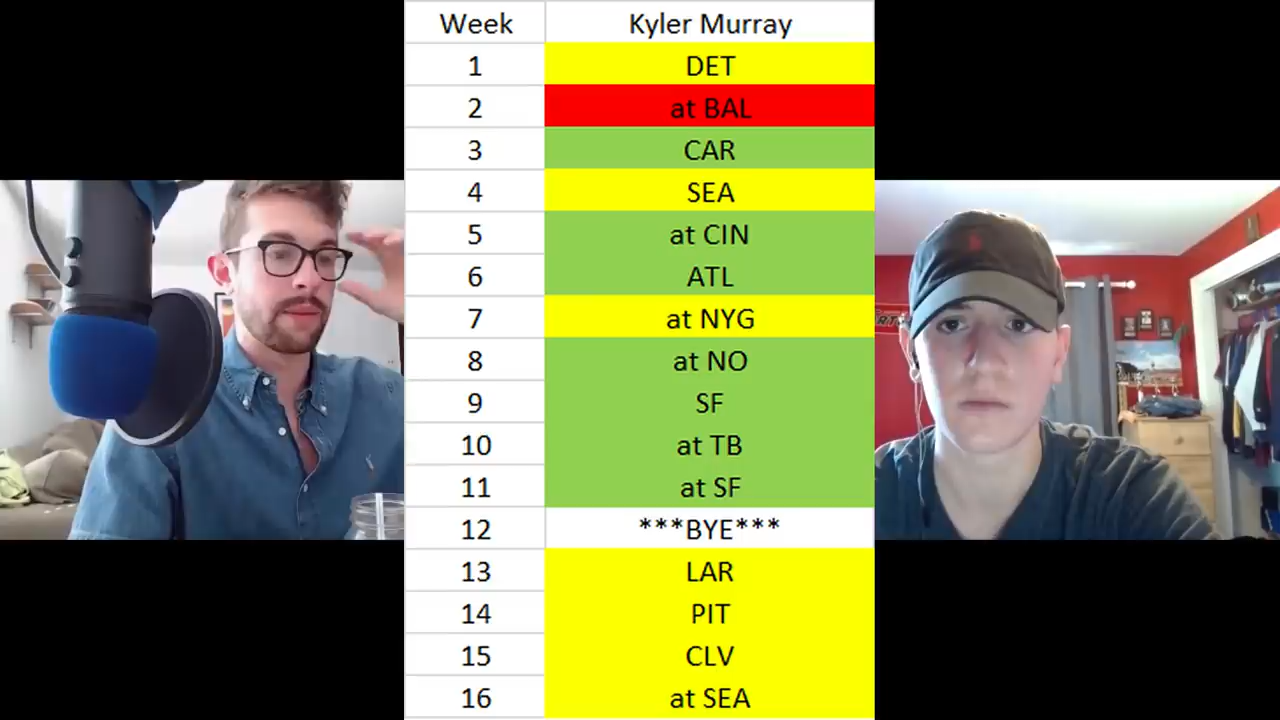 Week Kyler Murray
1 DET
2 at BAL
3 CAR
4 SEA
5 at CIN
6 ATL
7 at NYG
8 at NO
9 SF
10 at TB
11 at SF
12 ***BYE***
13 LAR
14 PIT
15 CLV
16 at SEA